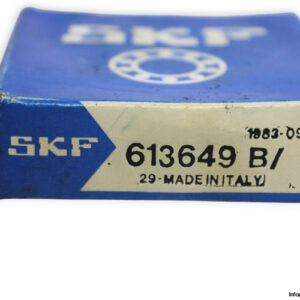 SKF
1983-09
SKF
613649 B/
29-MADE IN ITALY